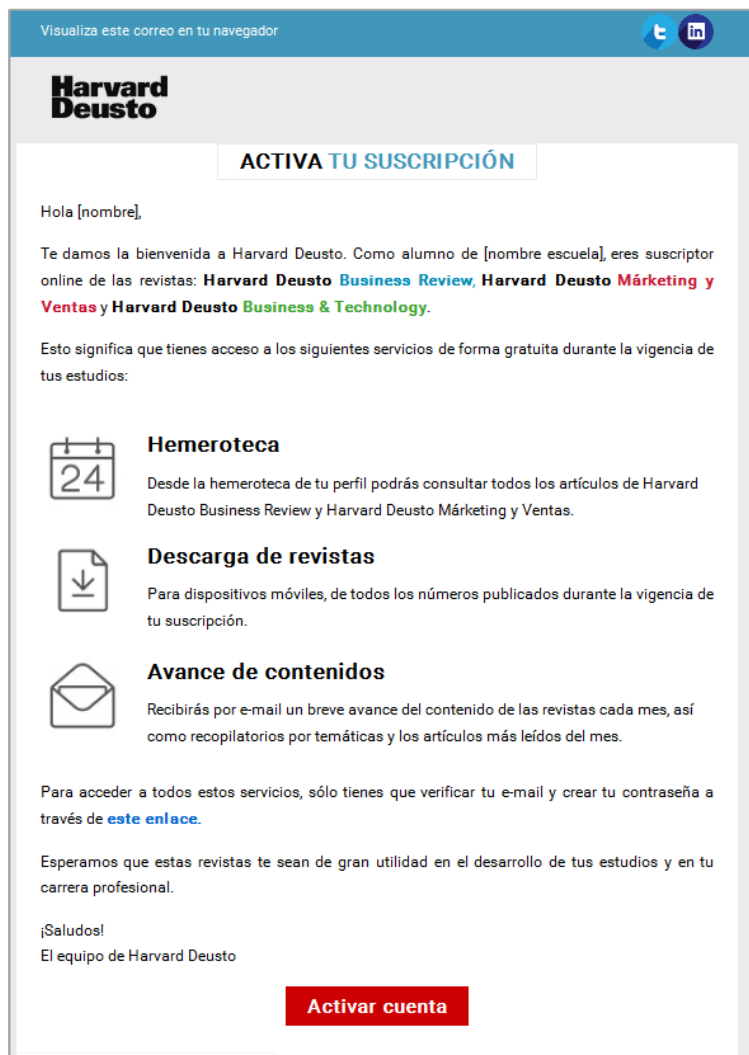 Visualiza este correo en tu navegador
Harvard
Deusto
ACTIVA TU SUSCRIPCIÓN
Hola [nombre],
Te damos la bienvenida a Harvard Deusto. Como alumno de [nombre escuela], eres suscriptor
online de las revistas: Harvard Deusto Business Review, Harvard Deusto Márketing y
Ventas y Harvard Deusto Business & Technology.
Esto significa que tienes acceso a los siguientes servicios de forma gratuita durante la vigencia de
tus estudios:
24
Hemeroteca
Desde la hemeroteca de tu perfil podrás consultar todos los artículos de Harvard
Deusto Business Review y Harvard Deusto Márketing y Ventas.
Descarga de revistas
Para dispositivos móviles, de todos los números publicados durante la vigencia de
tu suscripción.
Avance de contenidos
Recibirás por e-mail un breve avance del contenido de las revistas cada mes, así
como recopilatorios por temáticas y los artículos más leídos del mes.
Para acceder a todos estos servicios, sólo tienes que verificar tu e-mail y crear tu contraseña a
través de este enlace.
Esperamos que estas revistas te sean de gran utilidad en el desarrollo de tus estudios y en tu
carrera profesional.
¡Saludos!
El equipo de Harvard Deusto
Activar cuenta